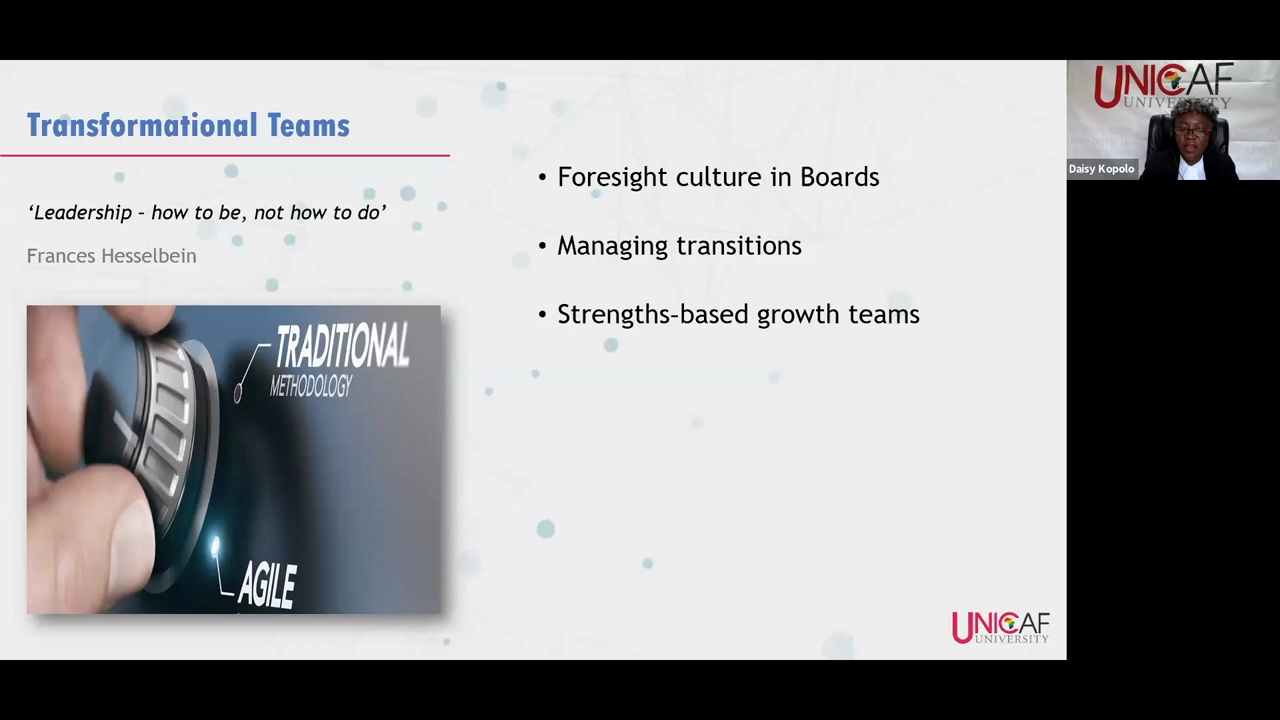 Transformational Teams
‘Leadership – how to be, not how to do’
Frances Hesselbein
TRADITIONAL
METHODOLOGY
AGILE
• Foresight culture in Boards
• Managing transitions
• Strengths-based growth teams
UNICAF
UNIVERSITY
UNICAF
UNIVERSITY
Daisy Kopolo